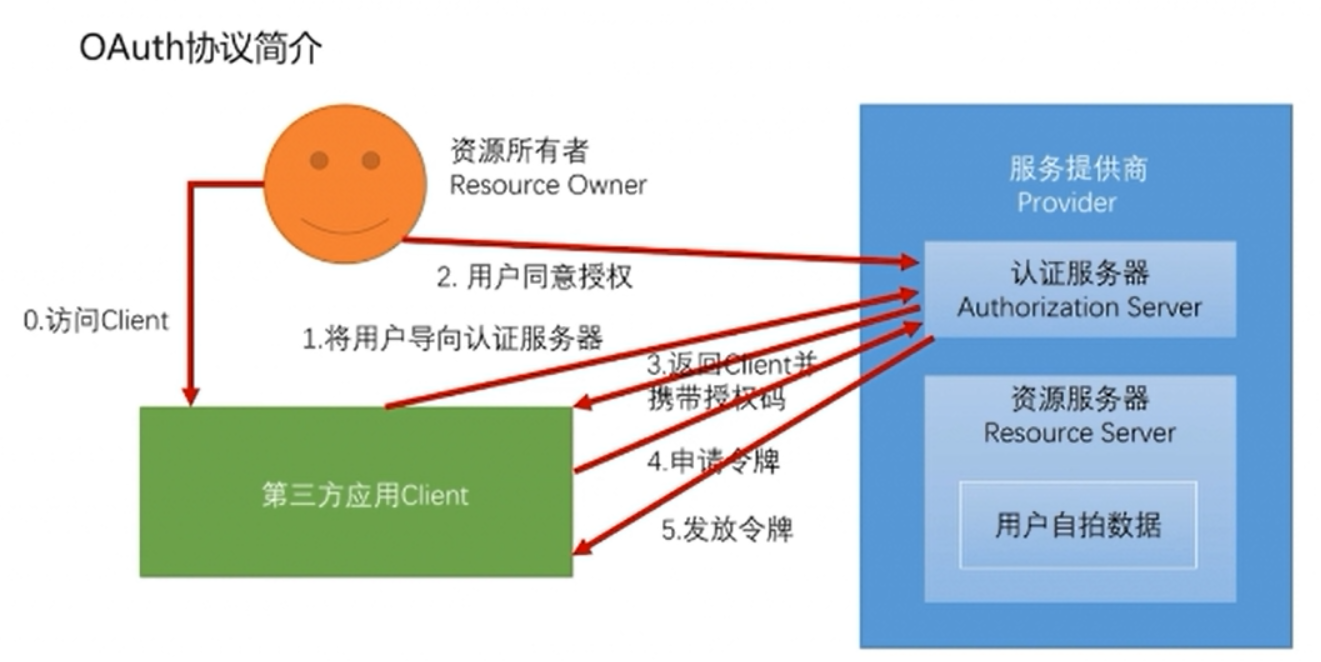 OAuth协议简介
资源所有者
Resource Owner
服务提供商
Provider
2. 用户同意授权
认证服务器
Authorization Server
0.访问Client
1.将用户导向认证服务器
3.返回Client并
携带授权码
资源服务器
Resource Server
4.申请令牌
第三方应用Client
5.发放令牌
用户自拍数据